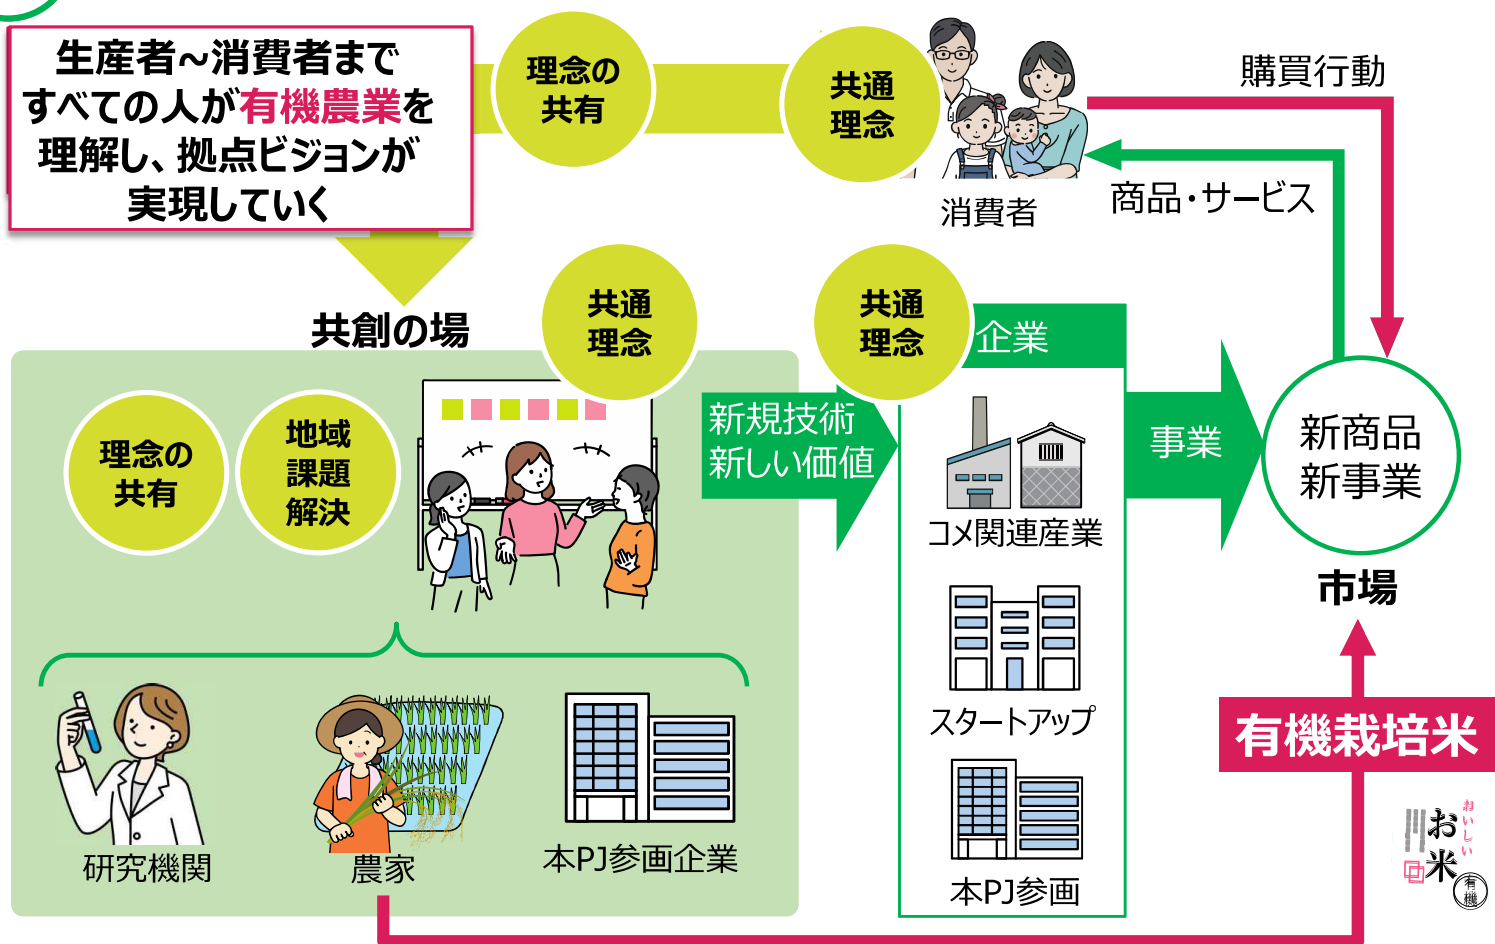 生産者~消費者まで
すべての人が有機農業を
理解し、拠点ビジョンが
実現していく
理念の
共有
共通
理念
消費者
購買行動
商品・サービス
共創の場
共通
理念
理念の
共有
地域
課題
解決
新規技術
新しい価値
共通
理念
企業
コメ関連産業
スタートアップ
本PJ参画
事業
新商品
新事業
市場
研究機関
農家
本PJ参画企業
有機栽培米
おいしい
お米
有機